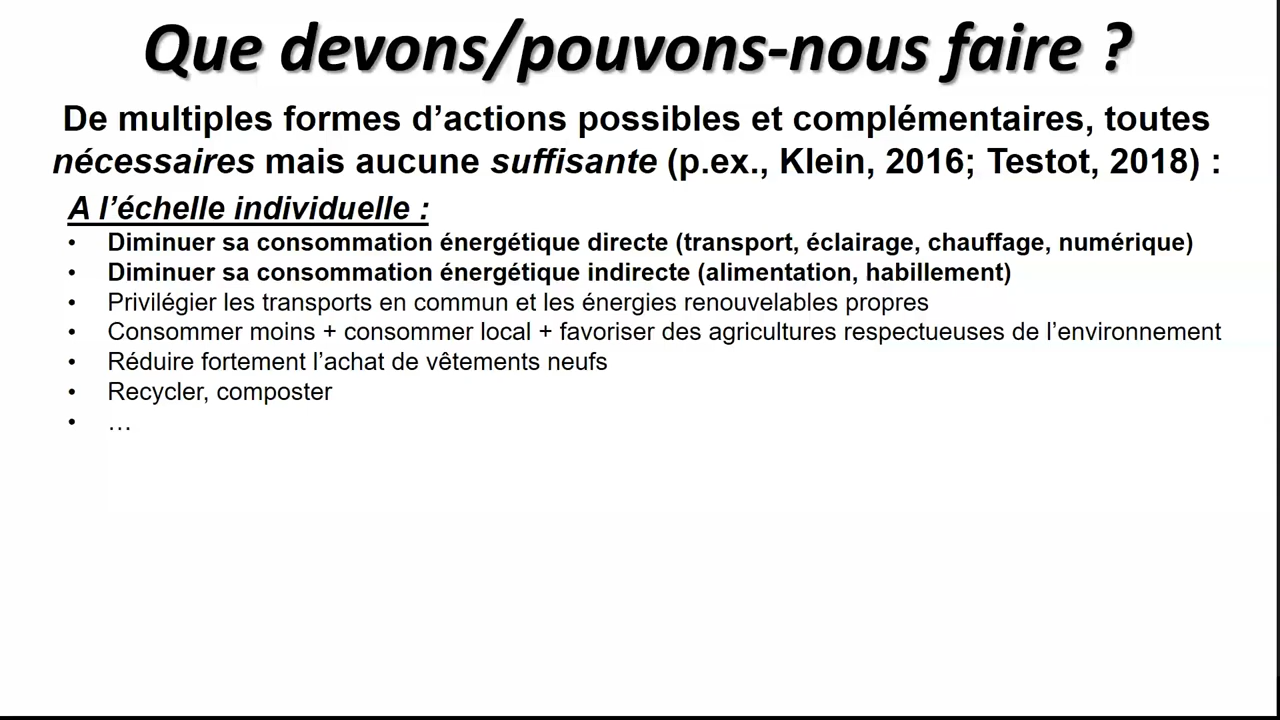 Que devons/pouvons-nous faire ?
De multiples formes d’actions possibles et complémentaires, toutes
nécessaires mais aucune suffisante (p.ex., Klein, 2016; Testot, 2018) :
A l’échelle individuelle :
• Diminuer sa consommation énergétique directe (transport, éclairage, chauffage, numérique)
• Diminuer sa consommation énergétique indirecte (alimentation, habillement)
• Privilégier les transports en commun et les énergies renouvelables propres
• Consommer moins + consommer local + favoriser des agricultures respectueuses de l’environnement
• Réduire fortement l’achat de vêtements neufs
• Recycler, composter
• …